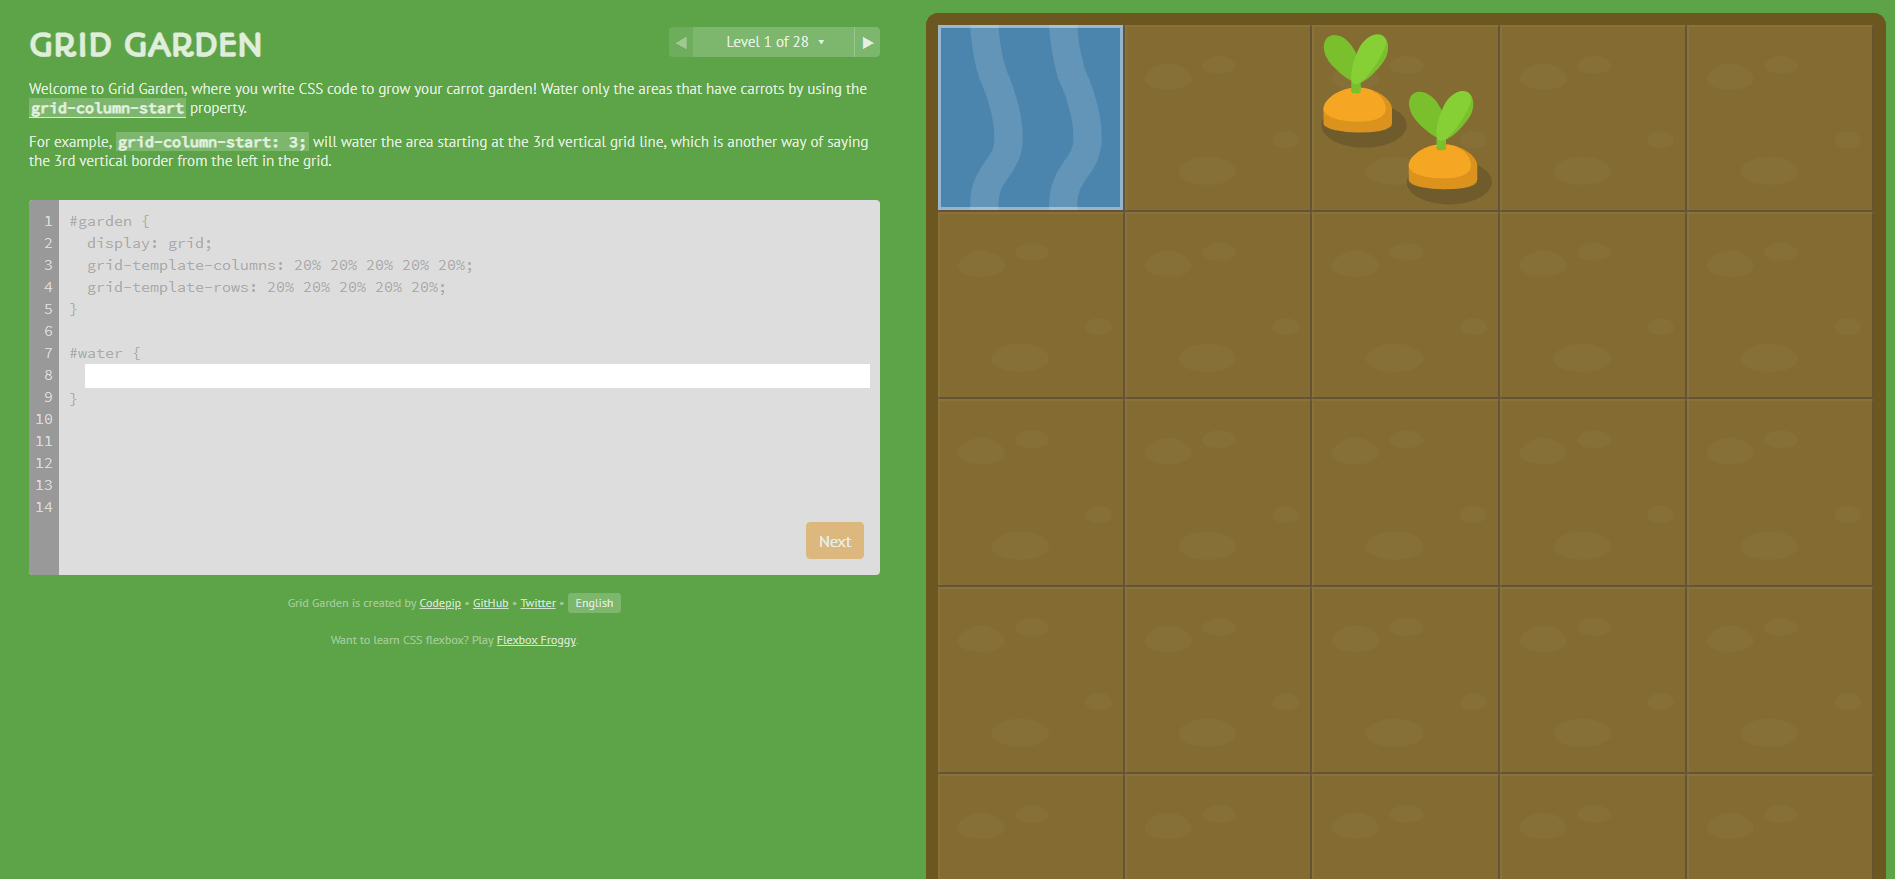 GRID GARDEN
◀ Level 1 of 28 ▾ ▶
Welcome to Grid Garden, where you write CSS code to grow your carrot garden! Water only the areas that have carrots by using the
grid-column-start property.
For example, grid-column-start: 3; will water the area starting at the 3rd vertical grid line, which is another way of saying
the 3rd vertical border from the left in the grid.
1 #garden {
2 display: grid;
3 grid-template-columns: 20% 20% 20% 20% 20%;
4 grid-template-rows: 20% 20% 20% 20% 20%;
5 }
6
7 #water {
8
9 }
10
11
12
13
14
Next
Grid Garden is created by Codepip • GitHub • Twitter • English
Want to learn CSS flexbox? Play Flexbox Froggy.